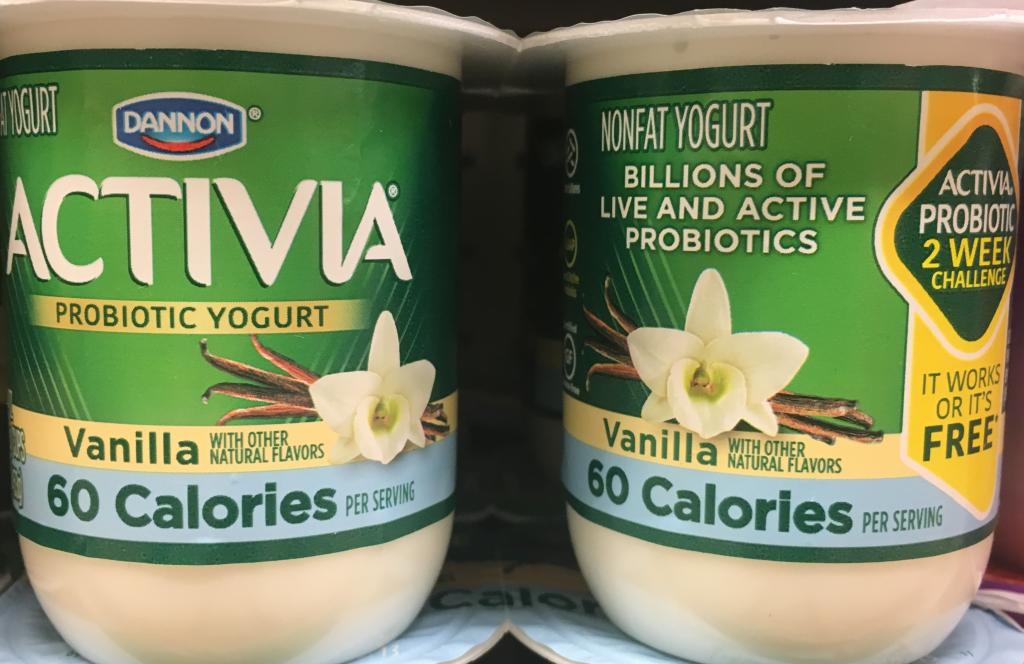 AT YOGURT
DANNON®
ACTIVIA®
PROBIOTIC YOGURT
Vanilla WITH OTHER
NATURAL FLAVORS
60 Calories PER SERVING
NONFAT YOGURT
BILLIONS OF
LIVE AND ACTIVE
PROBIOTICS
Vanilla WITH OTHER
NATURAL FLAVORS
60 Calories PER SERVING
ACTIVIA®
PROBIOTIC
2 WEEK
CHALLENGE
IT WORKS
OR IT'S
FREE*
Calor